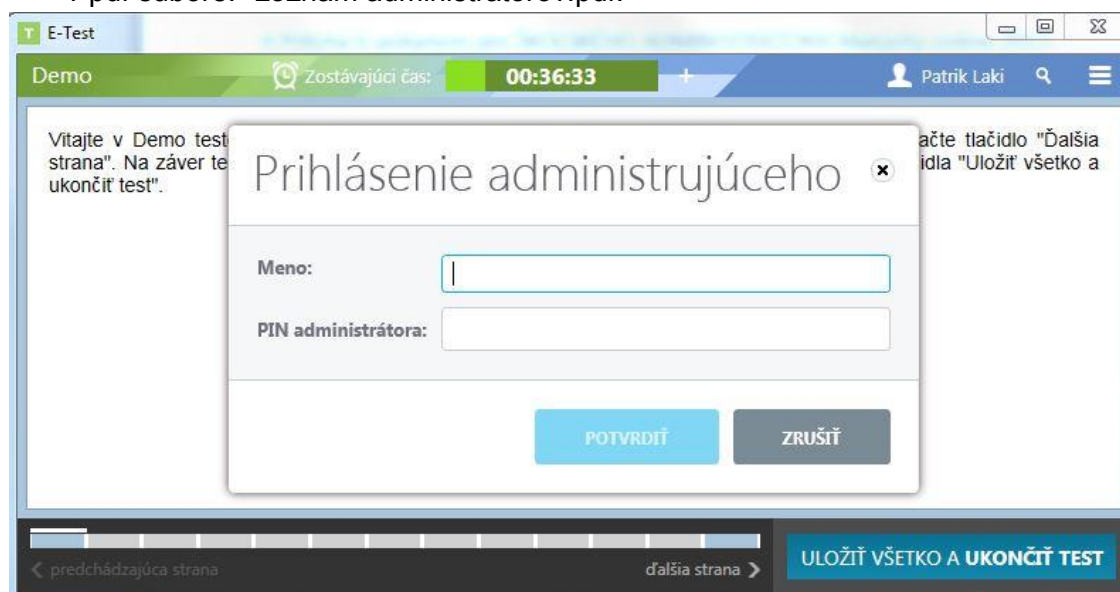 E-Test
Demo
Zostávajúci čas: 00:36:33 +
Patrik Laki
Vitajte v Demo test ačte tlačidlo "Ďalšia
strana". Na záver te idla "Uložiť všetko a
ukončiť test".
Prihlásenie administrujúceho
Meno:
PIN administrátora:
POTVRDIŤ
ZRUŠIŤ
predchádzajúca strana
ďalšia strana
ULOŽIŤ VŠETKO A UKONČIŤ TEST